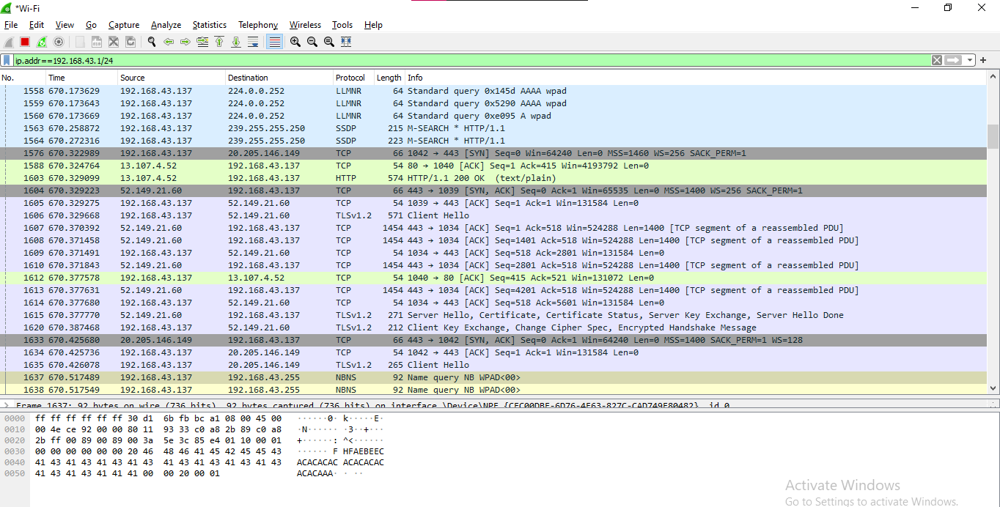 *Wi-Fi
File Edit View Go Capture Analyze Statistics Telephony Wireless Tools Help
ip.addr==192.168.43.1/24
No. Time Source Destination Protocol Length Info
1558 670.173629 192.168.43.137 224.0.0.252 LLMNR 64 Standard query 0x145d AAAA wpad
1559 670.173643 192.168.43.137 224.0.0.252 LLMNR 64 Standard query 0x5290 AAAA wpad
1560 670.173669 192.168.43.137 224.0.0.252 LLMNR 64 Standard query 0xe095 A wpad
1563 670.258872 192.168.43.137 239.255.255.250 SSDP 215 M-SEARCH * HTTP/1.1
1564 670.272316 192.168.43.137 239.255.255.250 SSDP 223 M-SEARCH * HTTP/1.1
1576 670.322989 192.168.43.137 20.205.146.149 TCP 66 1042 → 443 [SYN] Seq=0 Win=64240 Len=0 MSS=1460 WS=256 SACK_PERM=1
1588 670.324764 13.107.4.52 192.168.43.137 TCP 54 80 → 1040 [ACK] Seq=1 Ack=415 Win=4193792 Len=0
1603 670.329099 13.107.4.52 192.168.43.137 HTTP 574 HTTP/1.1 200 OK (text/plain)
1604 670.329223 52.149.21.60 192.168.43.137 TCP 66 443 → 1039 [SYN, ACK] Seq=0 Ack=1 Win=65535 Len=0 MSS=1400 WS=256 SACK_PERM=1
1605 670.329275 192.168.43.137 52.149.21.60 TCP 54 1039 → 443 [ACK] Seq=1 Ack=1 Win=131584 Len=0
1606 670.329668 192.168.43.137 52.149.21.60 TLSv1.2 571 Client Hello
1607 670.370392 52.149.21.60 192.168.43.137 TCP 1454 443 → 1034 [ACK] Seq=1 Ack=518 Win=524288 Len=1400 [TCP segment of a reassembled PDU]
1608 670.371458 52.149.21.60 192.168.43.137 TCP 1454 443 → 1034 [ACK] Seq=1401 Ack=518 Win=524288 Len=1400 [TCP segment of a reassembled PDU]
1609 670.371491 192.168.43.137 52.149.21.60 TCP 54 1034 → 443 [ACK] Seq=518 Ack=2801 Win=131584 Len=0
1610 670.371843 52.149.21.60 192.168.43.137 TCP 1454 443 → 1034 [ACK] Seq=2801 Ack=518 Win=524288 Len=1400 [TCP segment of a reassembled PDU]
1612 670.377578 192.168.43.137 13.107.4.52 TCP 54 1040 → 80 [ACK] Seq=415 Ack=521 Win=131072 Len=0
1613 670.377631 52.149.21.60 192.168.43.137 TCP 1454 443 → 1034 [ACK] Seq=4201 Ack=518 Win=524288 Len=1400 [TCP segment of a reassembled PDU]
1614 670.377680 192.168.43.137 52.149.21.60 TCP 54 1034 → 443 [ACK] Seq=518 Ack=5601 Win=131584 Len=0
1615 670.377770 52.149.21.60 192.168.43.137 TLSv1.2 271 Server Hello, Certificate, Certificate Status, Server Key Exchange, Server Hello Done
1620 670.387468 192.168.43.137 52.149.21.60 TLSv1.2 212 Client Key Exchange, Change Cipher Spec, Encrypted Handshake Message
1633 670.425680 20.205.146.149 192.168.43.137 TCP 66 443 → 1042 [SYN, ACK] Seq=0 Ack=1 Win=64240 Len=0 MSS=1400 SACK_PERM=1 WS=128
1634 670.425736 192.168.43.137 20.205.146.149 TCP 54 1042 → 443 [ACK] Seq=1 Ack=1 Win=131584 Len=0
1635 670.426078 192.168.43.137 20.205.146.149 TLSv1.2 265 Client Hello
1637 670.517489 192.168.43.137 192.168.43.255 NBNS 92 Name query NB WPAD<00>
1638 670.517549 192.168.43.137 192.168.43.255 NBNS 92 Name query NB WPAD<00>
Frame 1637: 92 bytes on wire (736 bits), 92 bytes captured (736 bits) on interface \Device\NPF_{CFC00DBF-6D76-4F63-827C-CAD749F80482}, id 0
0000 ff ff ff ff ff ff 30 d1 6b fb bc a1 08 00 45 00 ······0· k·····E·
0010 00 4e ce 92 00 00 80 11 93 33 c0 a8 2b 89 c0 a8 ·N······ ·3··+···
0020 2b ff 00 89 00 89 00 3a 5e 3c 85 e4 01 10 00 01 +······: ^<······
0030 00 00 00 00 00 00 20 46 48 46 41 45 42 45 45 43 ······ F HFAEBEEC
0040 41 43 41 43 41 43 41 43 41 43 41 43 41 43 41 43 ACACACAC ACACACAC
0050 41 43 41 43 41 41 41 00 00 20 00 01 ACACAAA· · ··
Activate Windows
Go to Settings to activate Windows.